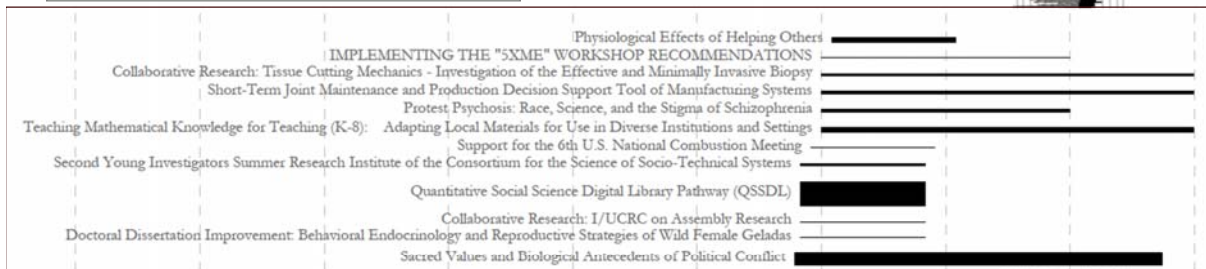 Physiological Effects of Helping Others
IMPLEMENTING THE "5XME" WORKSHOP RECOMMENDATIONS
Collaborative Research: Tissue Cutting Mechanics - Investigation of the Effective and Minimally Invasive Biopsy
Short-Term Joint Maintenance and Production Decision Support Tool of Manufacturing Systems
Protest Psychosis: Race, Science, and the Stigma of Schizophrenia
Teaching Mathematical Knowledge for Teaching (K-8): Adapting Local Materials for Use in Diverse Institutions and Settings
Support for the 6th U.S. National Combustion Meeting
Second Young Investigators Summer Research Institute of the Consortium for the Science of Socio-Technical Systems
Quantitative Social Science Digital Library Pathway (QSSDL)
Collaborative Research: I/UCRC on Assembly Research
Doctoral Dissertation Improvement: Behavioral Endocrinology and Reproductive Strategies of Wild Female Geladas
Sacred Values and Biological Antecedents of Political Conflict